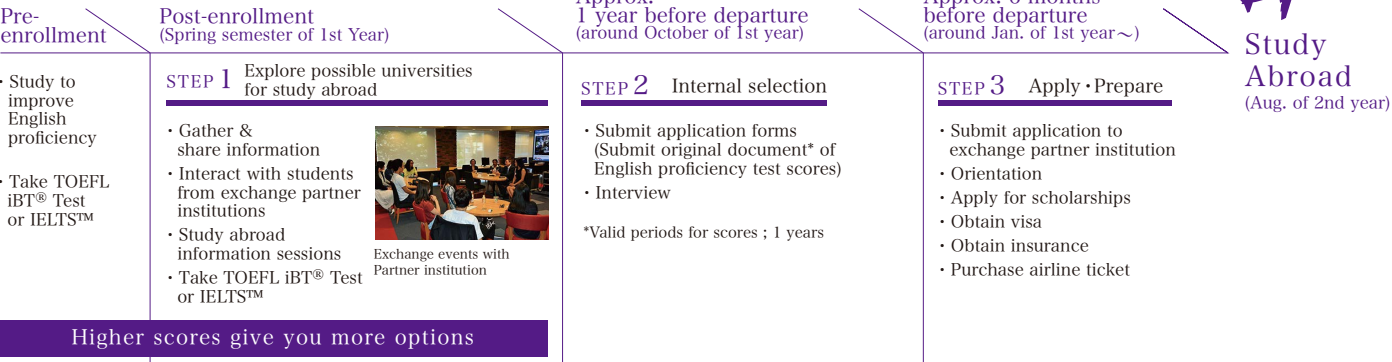 Pre-
enrollment
・Study to
improve
English
proficiency
・Take TOEFL
iBT® Test
or IELTS™
Post-enrollment
(Spring semester of 1st Year)
STEP 1 Explore possible universities
for study abroad
・Gather &
share information
・Interact with students
from exchange partner
institutions
・Study abroad
information sessions
・Take TOEFL iBT® Test
or IELTS™
Exchange events with
Partner institution
Higher scores give you more options
Approx.
1 year before departure
(around October of 1st year)
STEP 2 Internal selection
・Submit application forms
(Submit original document* of
English proficiency test scores)
・Interview
*Valid periods for scores ; 1 years
Approx. 6 months
before departure
(around Jan. of 1st year～)
STEP 3 Apply・Prepare
・Submit application to
exchange partner institution
・Orientation
・Apply for scholarships
・Obtain visa
・Obtain insurance
・Purchase airline ticket
Study
Abroad
(Aug. of 2nd year)